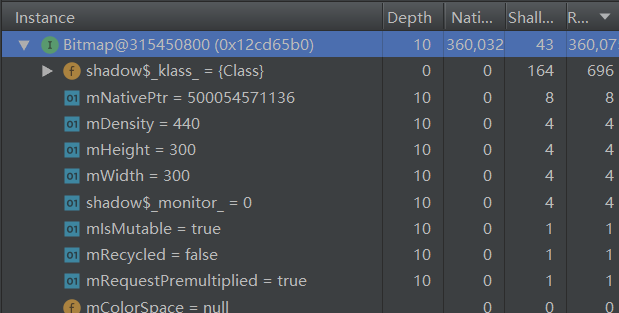 Instance Depth Nati... Shall... R...
Bitmap@315450800 (0x12cd65b0) 10 360,032 43 360,07
shadow$_klass_ = {Class} 0 0 164 696
mNativePtr = 500054571136 10 0 8 8
mDensity = 440 10 0 4 4
mHeight = 300 10 0 4 4
mWidth = 300 10 0 4 4
shadow$_monitor_ = 0 10 0 4 4
mIsMutable = true 10 0 1 1
mRecycled = false 10 0 1 1
mRequestPremultiplied = true 10 0 1 1
mColorSpace = null 0 0 0